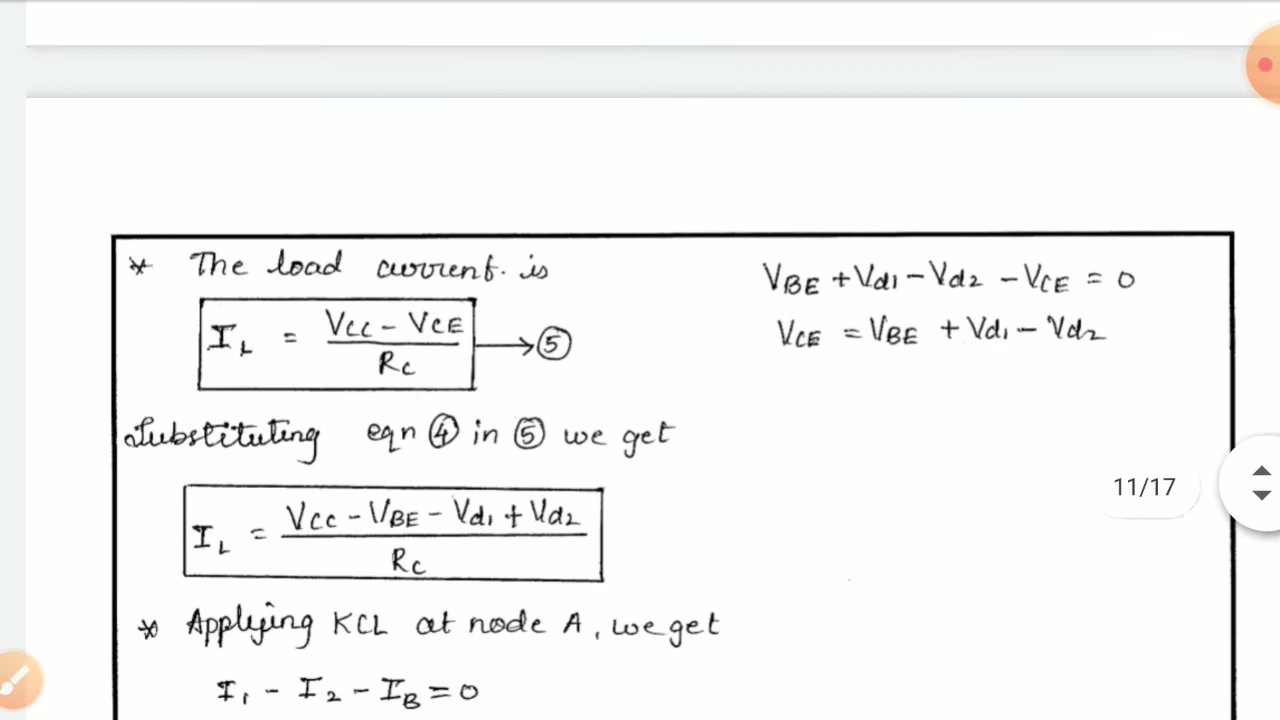 * The load current. is
I_L = (Vcc - VCE) / Rc → ⑤
VBE + Vd1 - Vd2 - VCE = 0
VCE = VBE + Vd1 - Vd2
Substituting eqn ④ in ⑤ we get
I_L = (Vcc - VBE - Vd1 + Vd2) / Rc
11/17
* Applying KCL at node A, we get
I1 - I2 - IB = 0